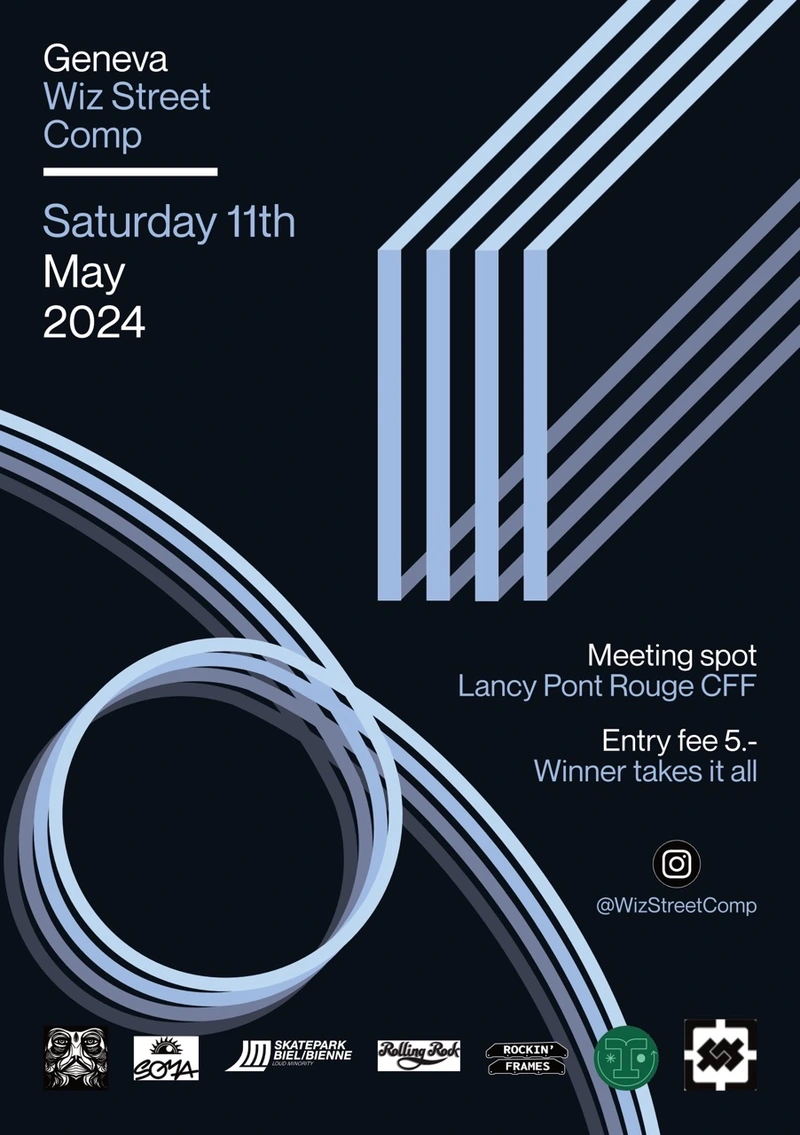 Geneva
Wiz Street
Comp
Saturday 11th
May
2024
Meeting spot
Lancy Pont Rouge CFF
Entry fee 5.-
Winner takes it all
@WizStreetComp
SOMA
SKATEPARK
BIEL/BIENNE
LOUD MINORITY
Rolling Rock
ROCKIN'
FRAMES